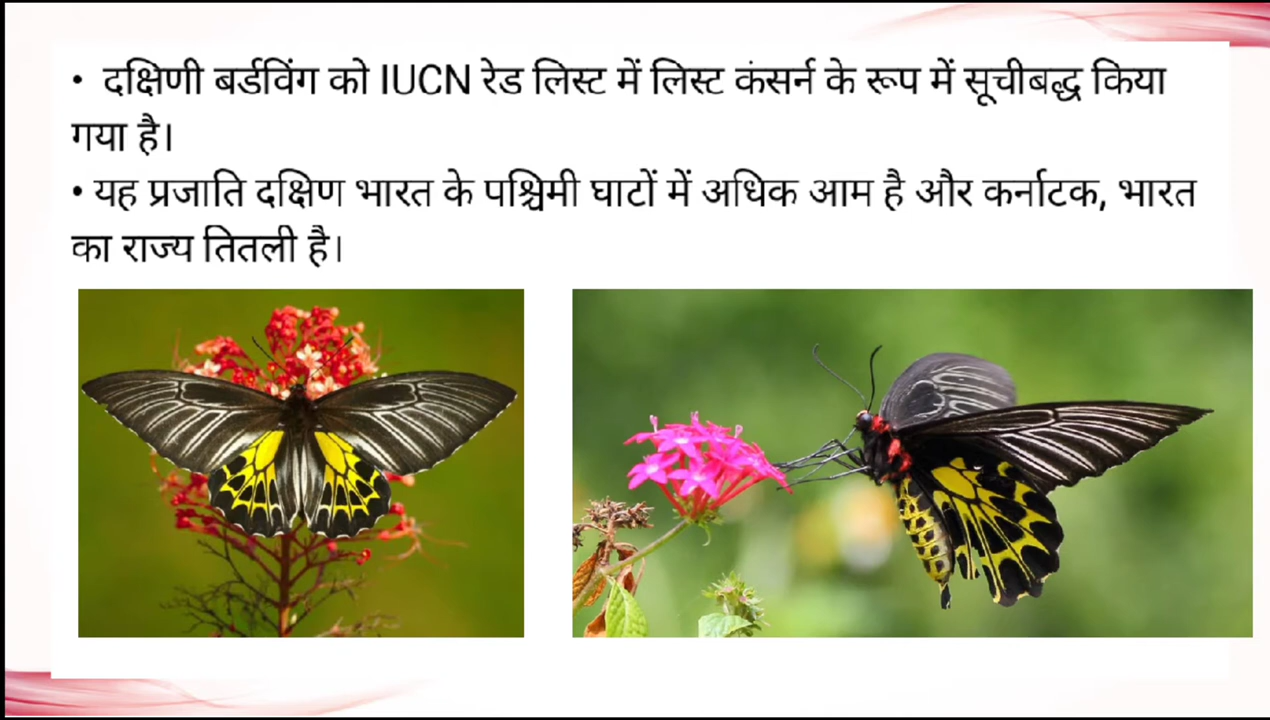 • दक्षिणी बर्डविंग को IUCN रेड लिस्ट में लिस्ट कंसर्न के रूप में सूचीबद्ध किया
गया है।
• यह प्रजाति दक्षिण भारत के पश्चिमी घाटों में अधिक आम है और कर्नाटक, भारत
का राज्य तितली है।